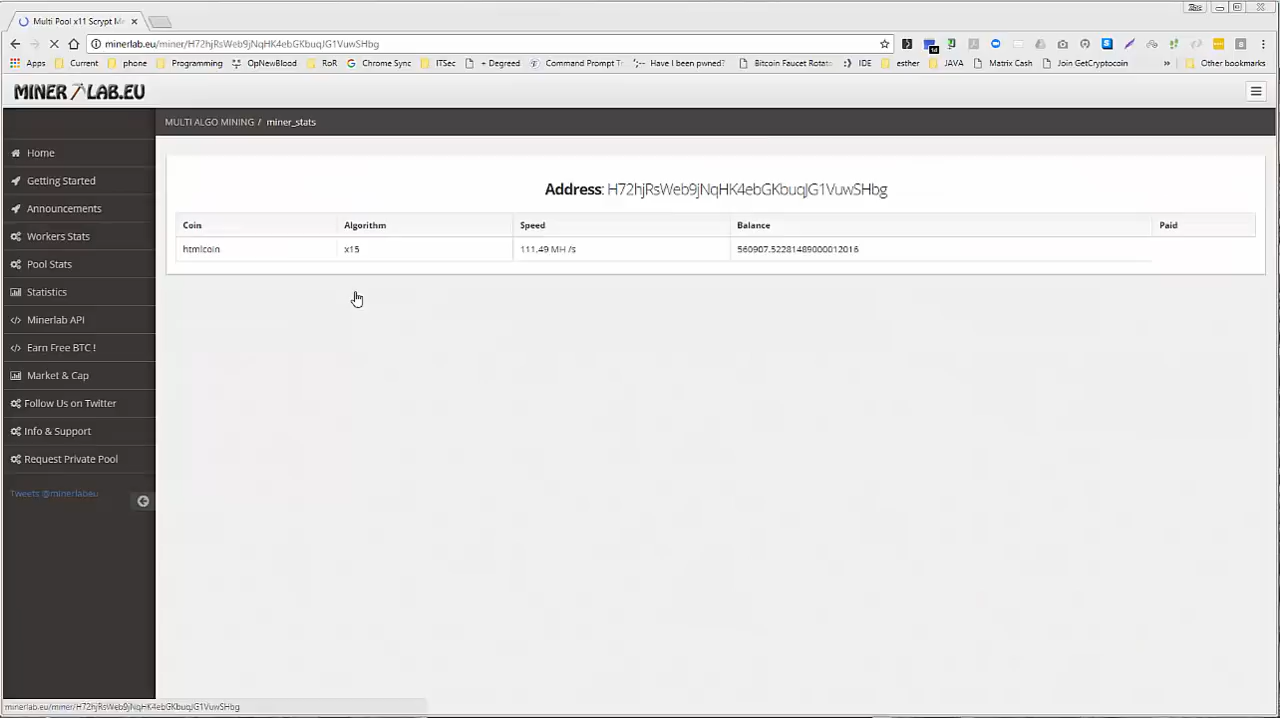 Multi Pool x11 Scrypt M
minerlab.eu/miner/H72hjRsWeb9jNqHK4ebGKbuqJG1VuwSHbg
Apps Current phone Programming OpNewBlood RoR Chrome Sync ITSec + Degreed Command Prompt Have I been pwned? Bitcoin Faucet Rotat IDE esther JAVA Matrix Cash Join GetCryptocoin » Other bookmarks
MINER LAB.EU
MULTI ALGO MINING / miner_stats
Home
Getting Started
Announcements
Workers Stats
Pool Stats
Statistics
Minerlab API
Earn Free BTC !
Market & Cap
Follow Us on Twitter
Info & Support
Request Private Pool
Tweets @minerlabeu
Address: H72hjRsWeb9jNqHK4ebGKbuqJG1VuwSHbg
Coin Algorithm Speed Balance Paid
htmlcoin x15 111.49 MH /s 560907.52281489000012016
minerlab.eu/miner/H72hjRsWeb9jNqHK4ebGKbuqJG1VuwSHbg